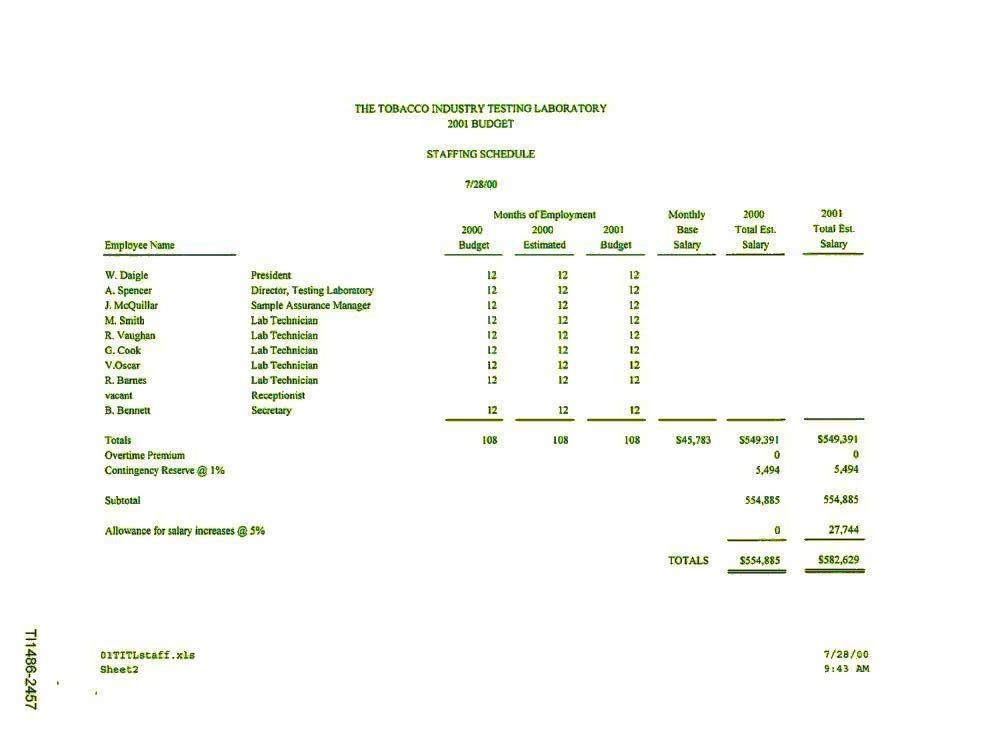 THE TOBACCO INDUSTRY TESTING LABORATORY
2001 BUDGET
STAFFING SCHEDULE
7/28/00
Months of Employment Monthly 2000 2001
2000 2000 2001 Base Total Est. Total Est.
Employee Name Budget Estimated Budget Salary Salary Salary
W. Daigle President 12 12 12
A. Spencer Director, Testing Laboratory 12 12 12
J. McQuillar Sample Assurance Manager 12 12 12
M. Smith Lab Technician 12 12 12
R. Vaughan Lab Technician 12 12 12
G. Cook Lab Technician 12 12 12
V.Oscar Lab Technician 12 12 12
R. Barnes Lab Technician 12 12 12
vacant Receptionist
B. Bennett Secretary 12 12 12
Totals 108 108 108 $45,783 $549,391 $549,391
Overtime Premium 0 0
Contingency Reserve @ 1% 5,494 5,494
Subtotal 554,885 554,885
Allowance for salary increases @ 5% 0 27,744
TOTALS $554,885 $582,629
01TITLstaff.xls 7/28/00
Sheet2 9:43 AM
TI1486-2457